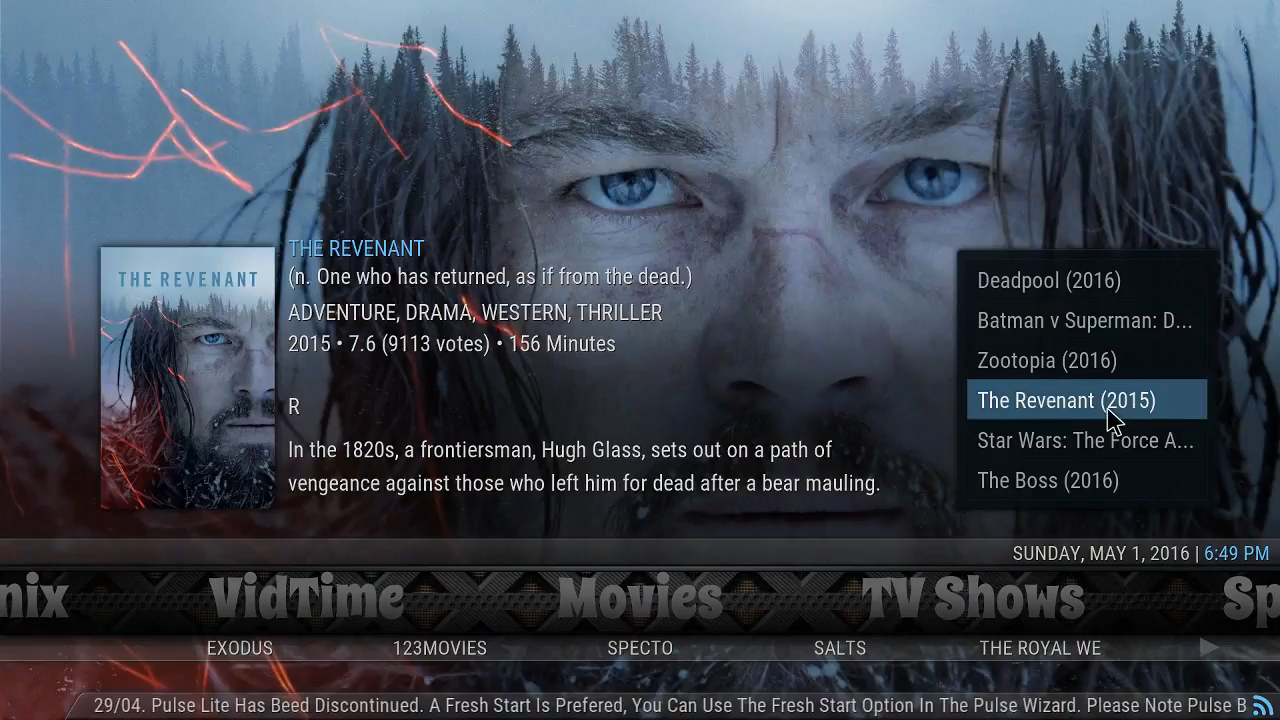 THE REVENANT
THE REVENANT
(n. One who has returned, as if from the dead.)
ADVENTURE, DRAMA, WESTERN, THRILLER
2015 • 7.6 (9113 votes) • 156 Minutes
R
In the 1820s, a frontiersman, Hugh Glass, sets out on a path of
vengeance against those who left him for dead after a bear mauling.
Deadpool (2016)
Batman v Superman: D...
Zootopia (2016)
The Revenant (2015)
Star Wars: The Force A...
The Boss (2016)
SUNDAY, MAY 1, 2016 | 6:49 PM
nix VidTime Movies TV Shows Sp
EXODUS 123MOVIES SPECTO SALTS THE ROYAL WE
29/04. Pulse Lite Has Beed Discontinued. A Fresh Start Is Prefered, You Can Use The Fresh Start Option In The Pulse Wizard. Please Note Pulse B